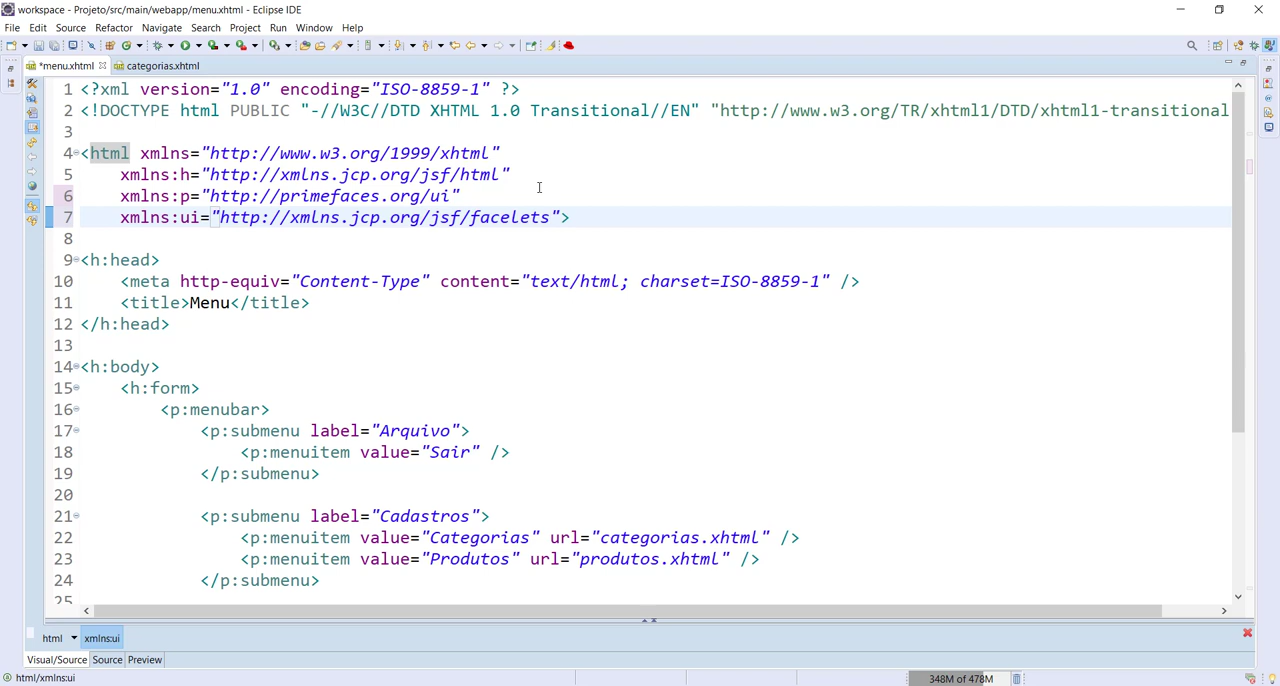 workspace - Projeto/src/main/webapp/menu.xhtml - Eclipse IDE
File Edit Source Refactor Navigate Search Project Run Window Help
*menu.xhtml categorias.xhtml
1 <?xml version="1.0" encoding="ISO-8859-1" ?>
2 <!DOCTYPE html PUBLIC "-//W3C//DTD XHTML 1.0 Transitional//EN" "http://www.w3.org/TR/xhtml1/DTD/xhtml1-transitional
3
4 <html xmlns="http://www.w3.org/1999/xhtml"
5 xmlns:h="http://xmlns.jcp.org/jsf/html"
6 xmlns:p="http://primefaces.org/ui"
7 xmlns:ui="http://xmlns.jcp.org/jsf/facelets">
8
9 <h:head>
10 <meta http-equiv="Content-Type" content="text/html; charset=ISO-8859-1" />
11 <title>Menu</title>
12 </h:head>
13
14 <h:body>
15 <h:form>
16 <p:menubar>
17 <p:submenu label="Arquivo">
18 <p:menuitem value="Sair" />
19 </p:submenu>
20
21 <p:submenu label="Cadastros">
22 <p:menuitem value="Categorias" url="categorias.xhtml" />
23 <p:menuitem value="Produtos" url="produtos.xhtml" />
24 </p:submenu>
25
html xmlns:ui
Visual/Source Source Preview
html/xmlns:ui 348M of 478M